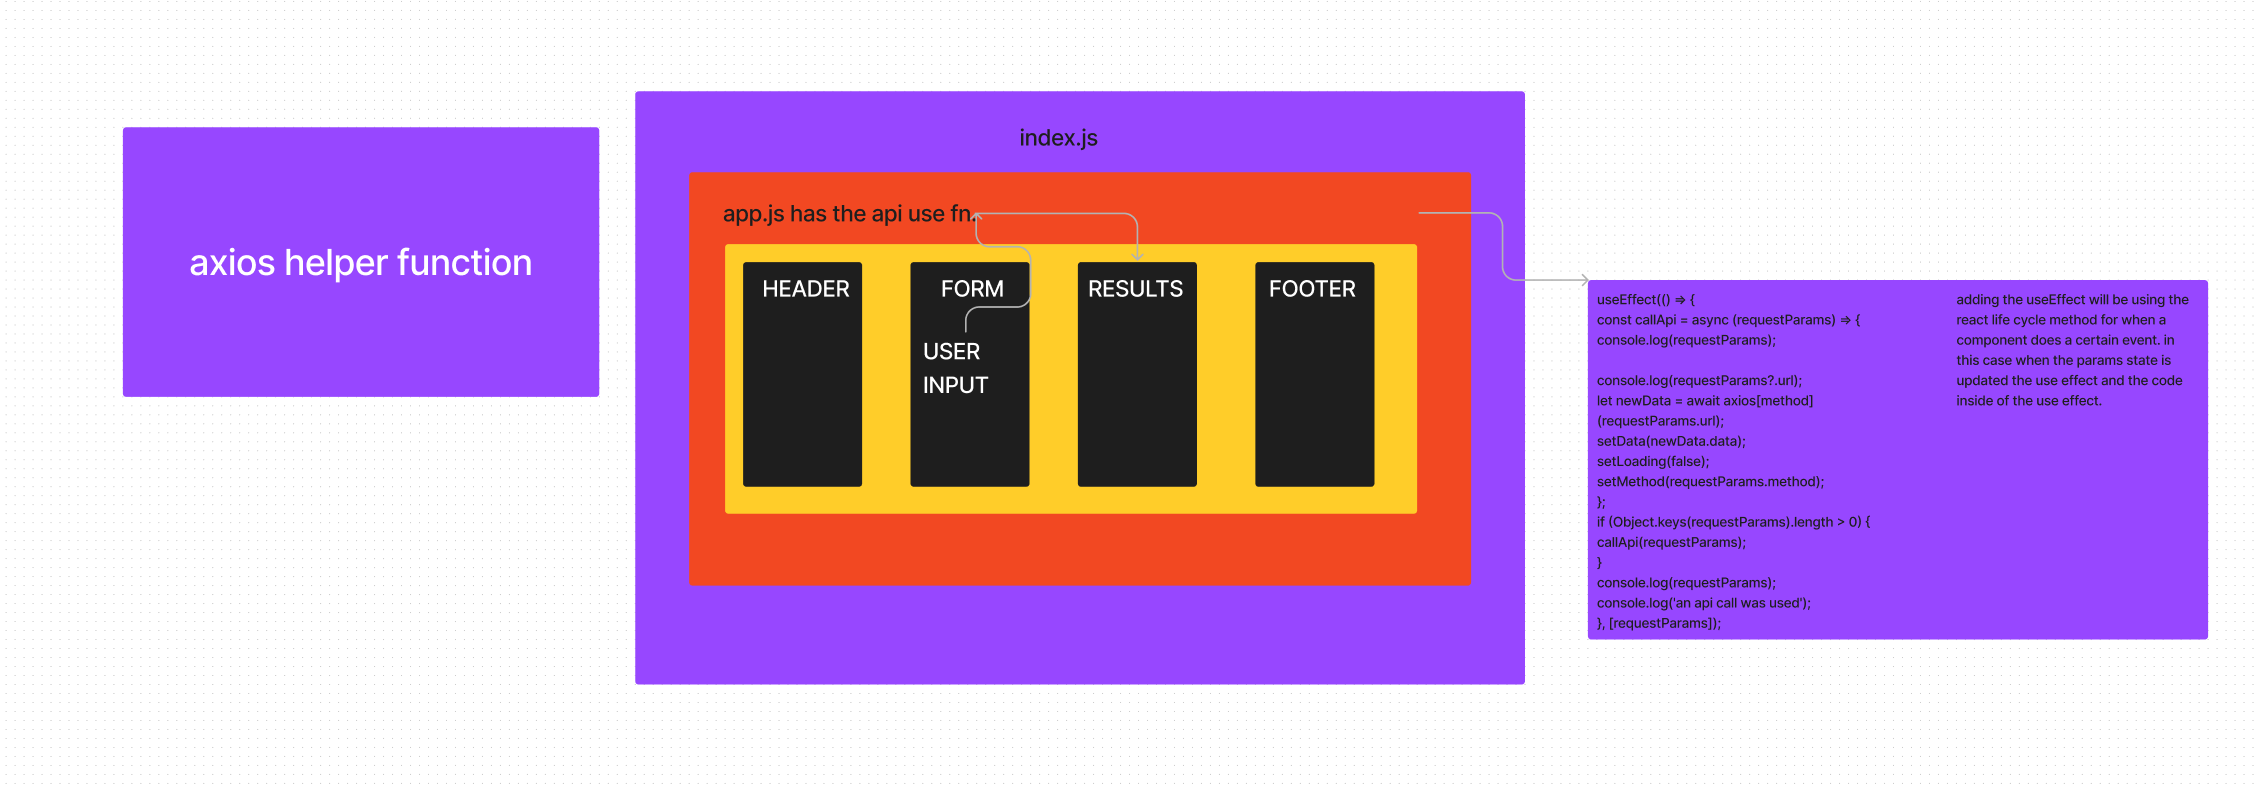 axios helper function
index.js
app.js has the api use fn.
HEADER
FORM
USER
INPUT
RESULTS
FOOTER
useEffect(() => {
const callApi = async (requestParams) => {
console.log(requestParams);
console.log(requestParams?.url);
let newData = await axios[method]
(requestParams.url);
setData(newData.data);
setLoading(false);
setMethod(requestParams.method);
};
if (Object.keys(requestParams).length > 0) {
callApi(requestParams);
}
console.log(requestParams);
console.log('an api call was used');
}, [requestParams]);
adding the useEffect will be using the
react life cycle method for when a
component does a certain event. in
this case when the params state is
updated the use effect and the code
inside of the use effect.